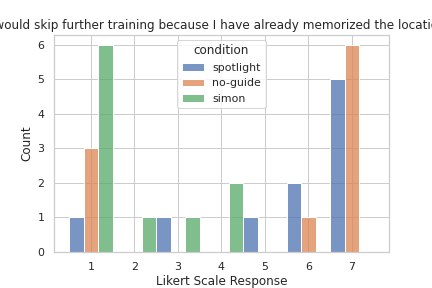 would skip further training because I have already memorized the
6
5
4
3
2
1
0
Count
condition
spotlight
no-guide
simon
1 2 3 4 5 6 7
Likert Scale Response